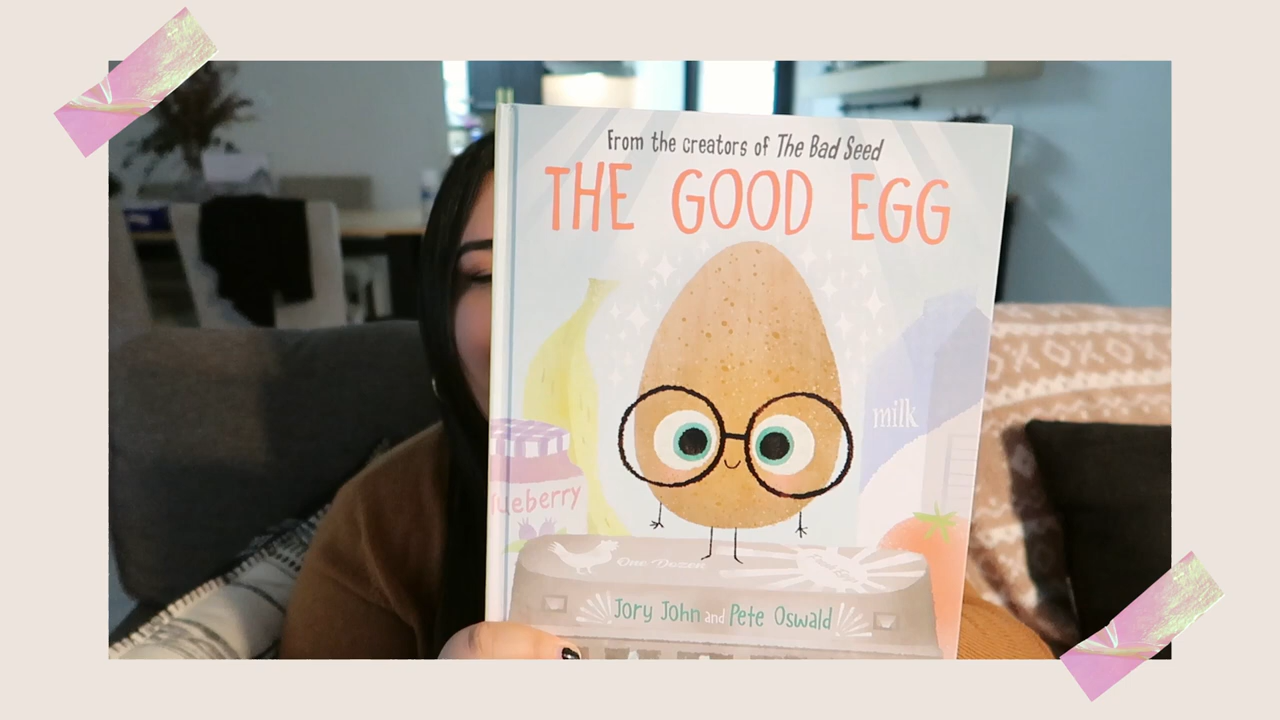 From the creators of The Bad Seed
THE GOOD EGG
milk
ueberry
One Dozen
Jory John and Pete Oswald